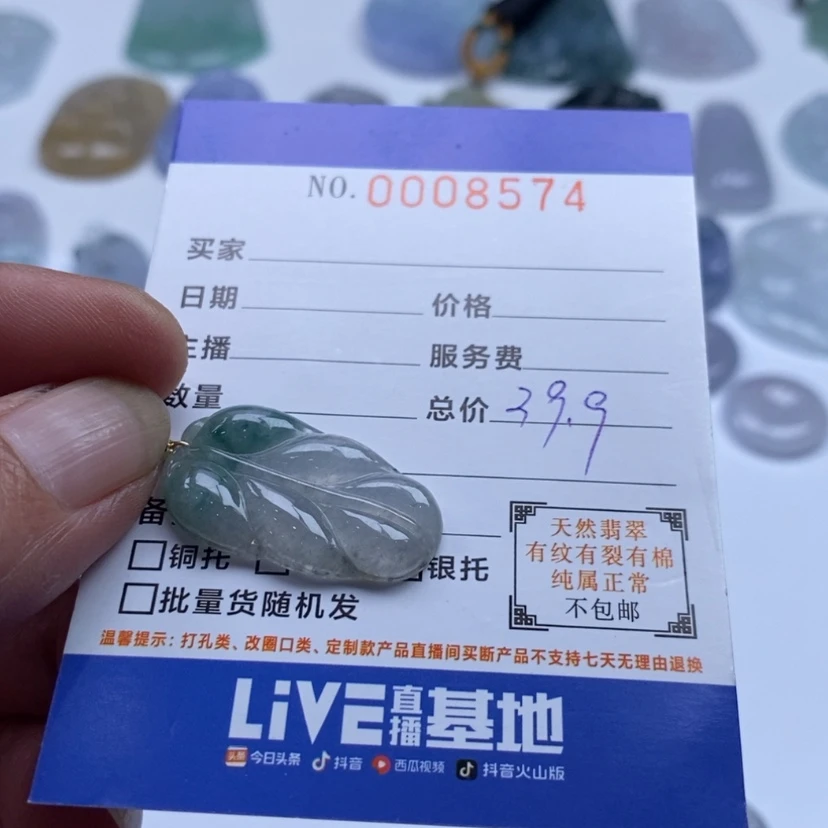 NO. 0008574
买家
日期 价格
主播 服务费
数量 总价 39.9
备
铜托 银托
批量货随机发
天然翡翠
有纹有裂有棉
纯属正常
不包邮
温馨提示：打孔类、改圈口类、定制款产品直播间买断产品不支持七天无理由退换
LiVE直播基地
头条 今日头条 抖音 西瓜视频 抖音火山版